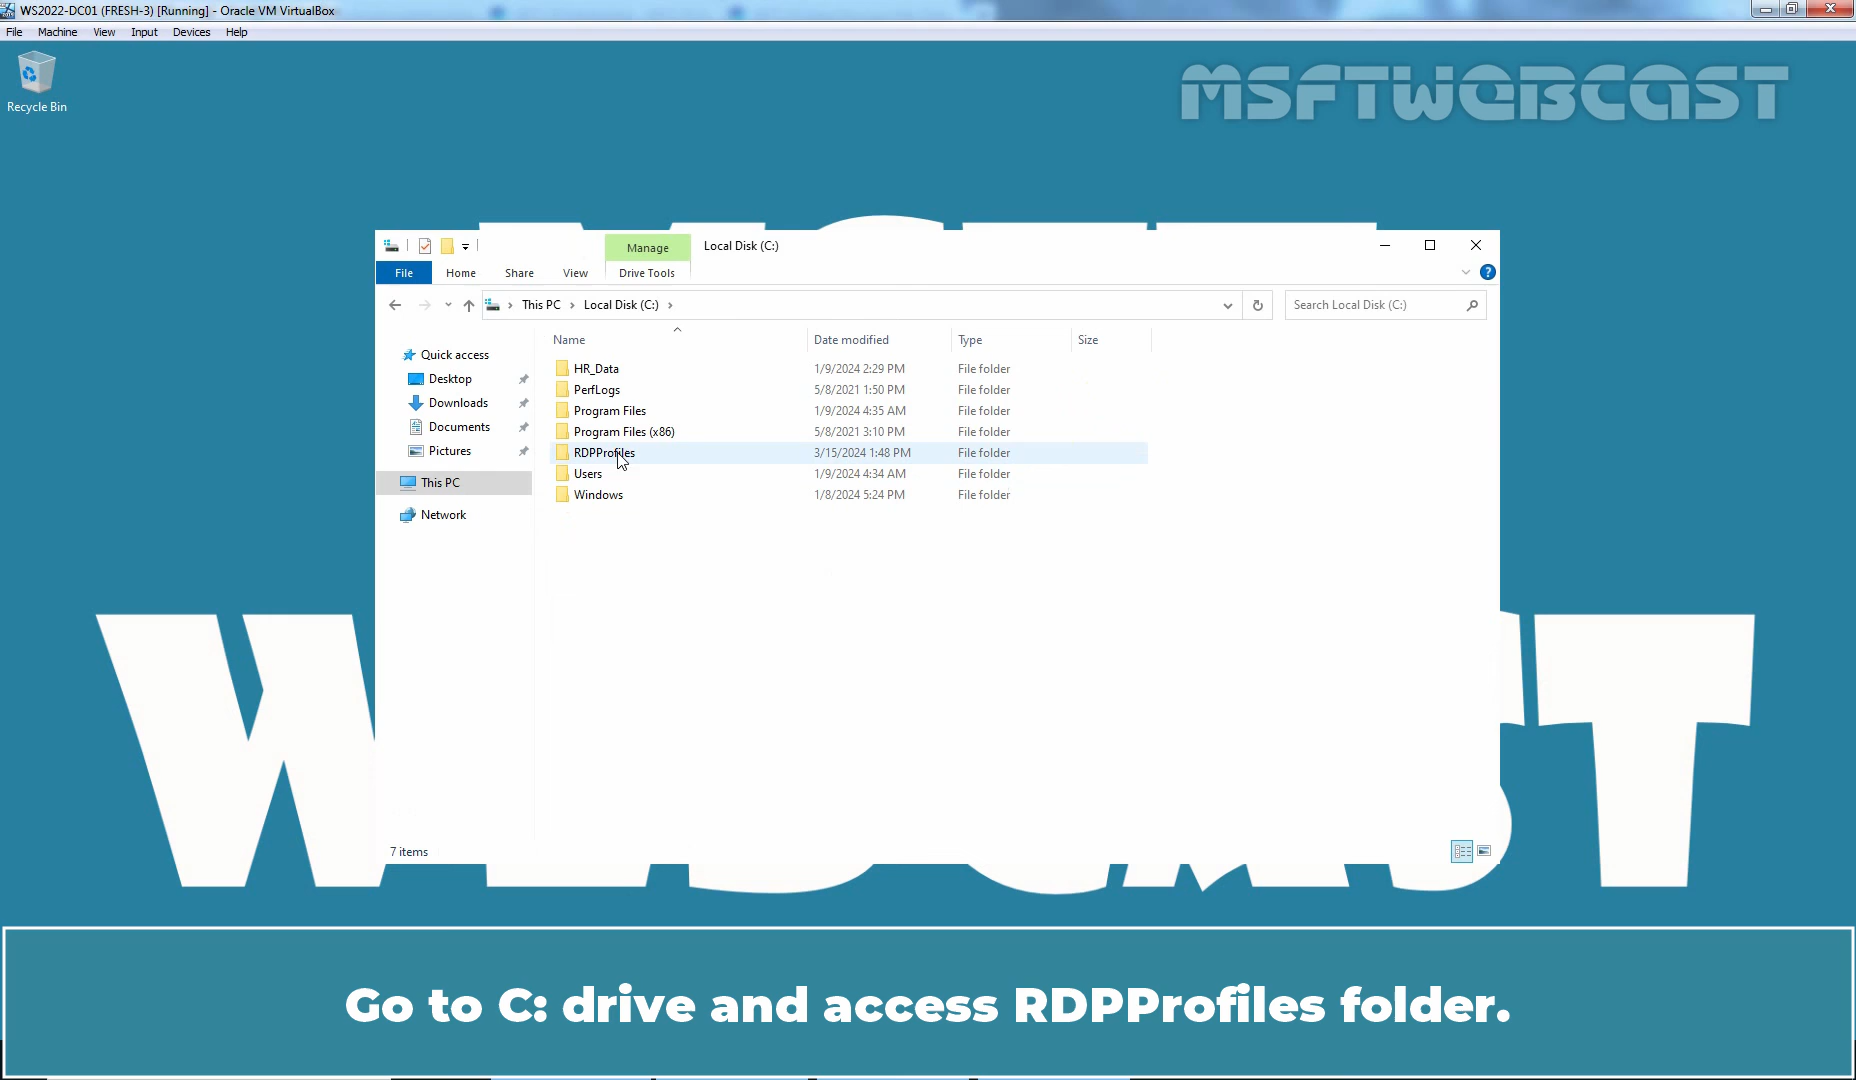 WS2022-DC01 (FRESH-3) [Running] - Oracle VM VirtualBox
File Machine View Input Devices Help
Recycle Bin
MSFTWEBCAST
Manage Local Disk (C:)
File Home Share View Drive Tools
This PC > Local Disk (C:) >
Search Local Disk (C:)
Name Date modified Type Size
Quick access
Desktop
Downloads
Documents
Pictures
This PC
Network
HR_Data 1/9/2024 2:29 PM File folder
PerfLogs 5/8/2021 1:50 PM File folder
Program Files 1/9/2024 4:35 AM File folder
Program Files (x86) 5/8/2021 3:10 PM File folder
RDPProfiles 3/15/2024 1:48 PM File folder
Users 1/9/2024 4:34 AM File folder
Windows 1/8/2024 5:24 PM File folder
7 items
Go to C: drive and access RDPProfiles folder.